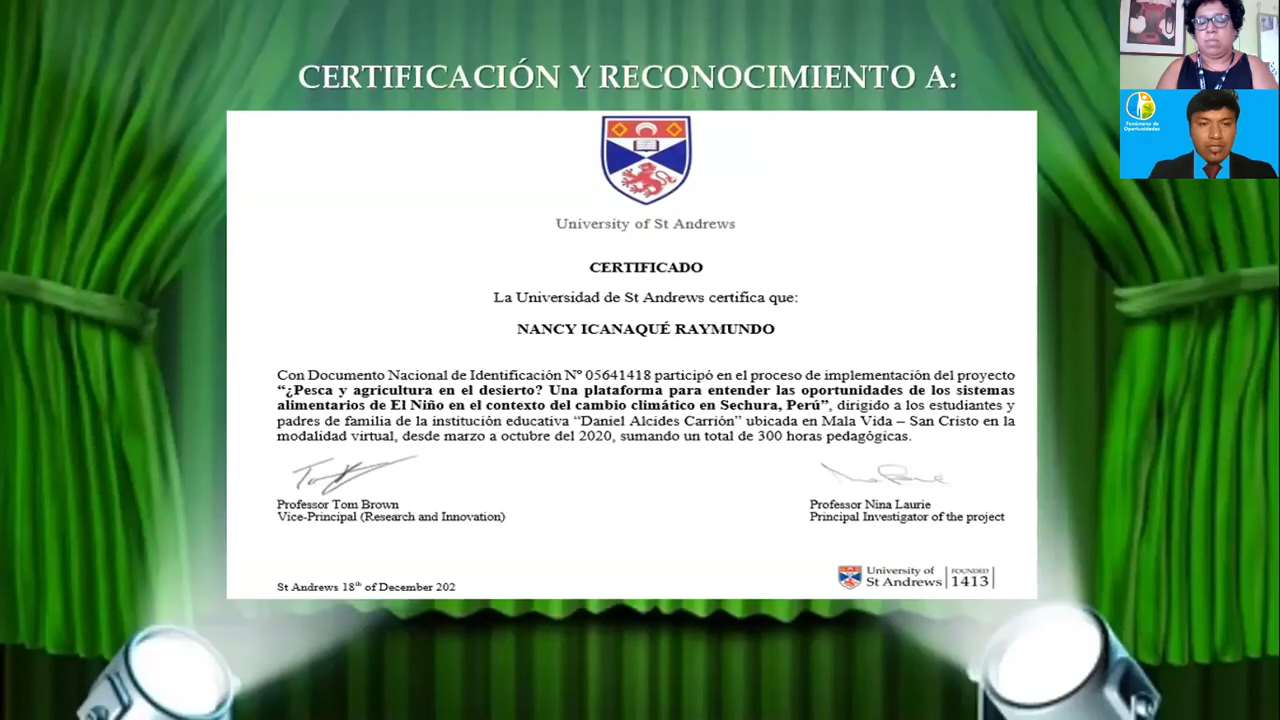 CERTIFICACIÓN Y RECONOCIMIENTO A:
University of St Andrews
CERTIFICADO
La Universidad de St Andrews certifica que:
NANCY ICANAQUÉ RAYMUNDO
Con Documento Nacional de Identificación Nº 05641418 participó en el proceso de implementación del proyecto
“¿Pesca y agricultura en el desierto? Una plataforma para entender las oportunidades de los sistemas
alimentarios de El Niño en el contexto del cambio climático en Sechura, Perú”, dirigido a los estudiantes y
padres de familia de la institución educativa “Daniel Alcides Carrión” ubicada en Mala Vida – San Cristo en la
modalidad virtual, desde marzo a octubre del 2020, sumando un total de 300 horas pedagógicas.
Professor Tom Brown
Vice-Principal (Research and Innovation)
Professor Nina Laurie
Principal Investigator of the project
St Andrews 18th of December 202
University of
St Andrews
FOUNDED
1413
Fenómeno de
Oportunidades